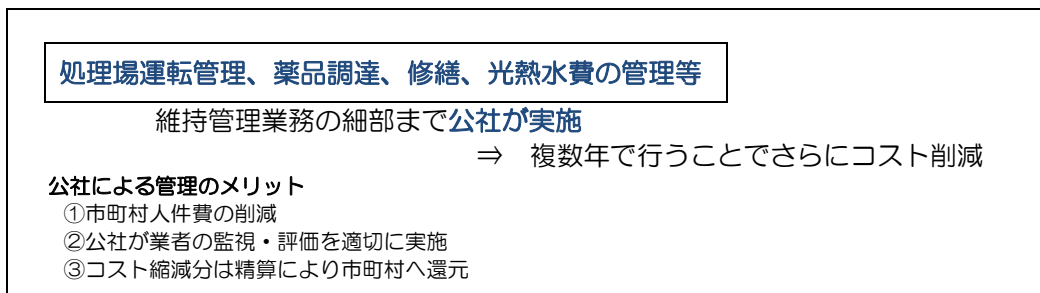 処理場運転管理、薬品調達、修繕、光熱水費の管理等
維持管理業務の細部まで公社が実施
⇒　複数年で行うことでさらにコスト削減
公社による管理のメリット
①市町村人件費の削減
②公社が業者の監視・評価を適切に実施
③コスト縮減分は精算により市町村へ還元